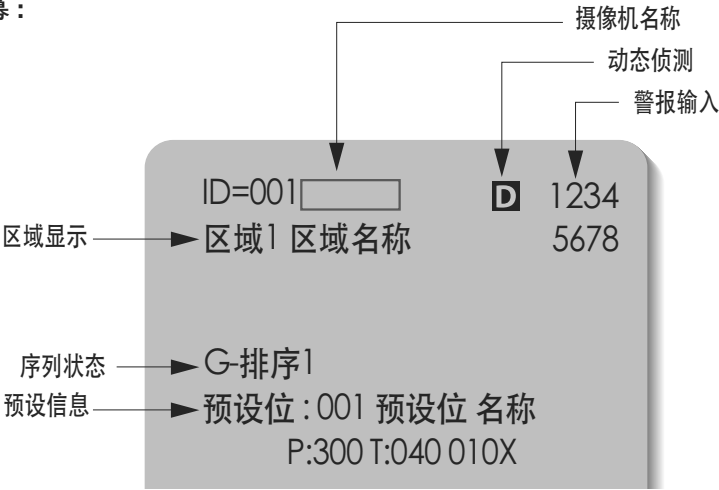 幕：
摄像机名称
动态侦测
警报输入
ID=001 D 1234
区域显示 区域1 区域名称 5678
序列状态 G-排序1
预设信息 预设位 : 001 预设位 名称
P:300 T:040 010X